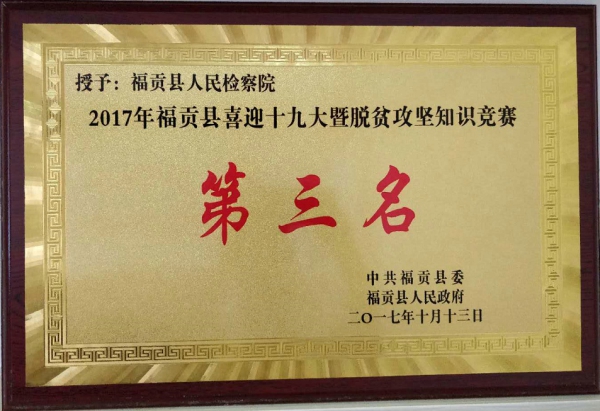 授予：福贡县人民检察院
2017年福贡县喜迎十九大暨脱贫攻坚知识竞赛
第三名
中共福贡县委
福贡县人民政府
二〇一七年十月十三日